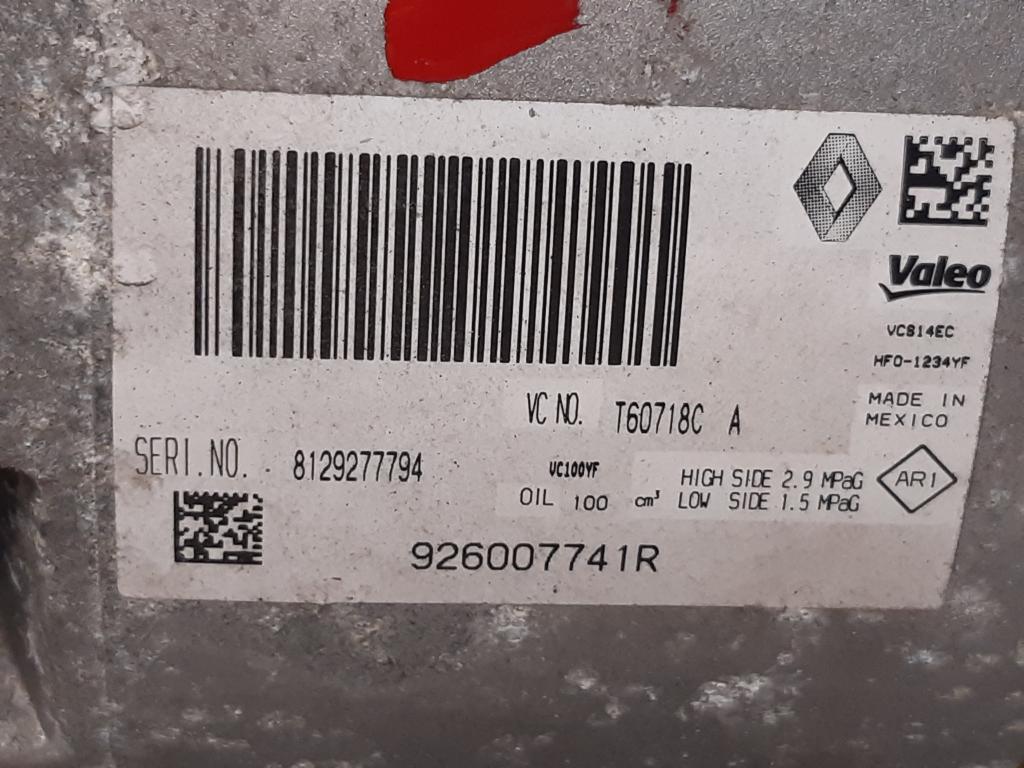 Valeo
VCS14EC
HFO-1234YF
MADE IN
MEXICO
VC NO. T60718C A
SERI.NO. 8129277794
VC100YF
OIL 100 cm³
HIGH SIDE 2.9 MPaG
LOW SIDE 1.5 MPaG
AR1
926007741R